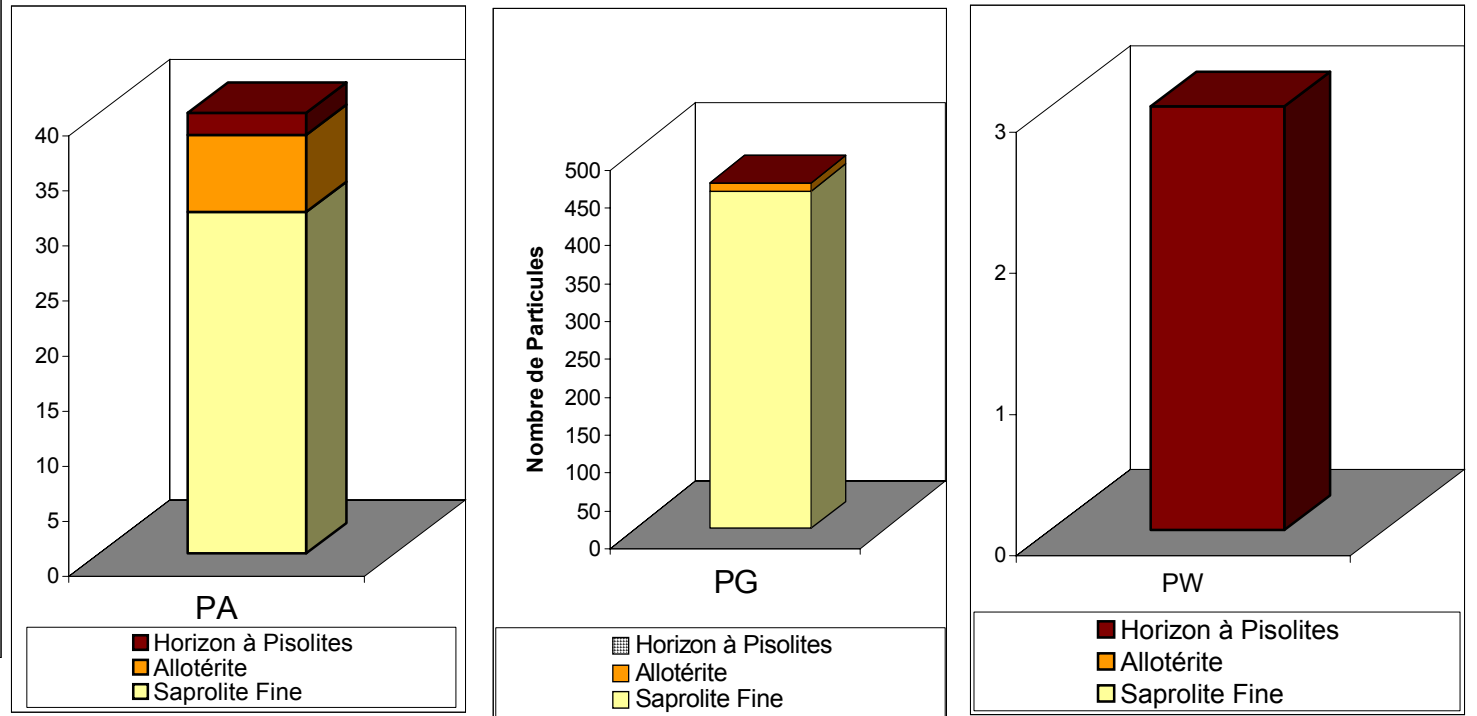 40
35
30
25
20
15
10
5
0
PA
Horizon à Pisolites
Allotérite
Saprolite Fine
Nombre de Particules
500
450
400
350
300
250
200
150
100
50
0
PG
Horizon à Pisolites
Allotérite
Saprolite Fine
3
2
1
0
PW
Horizon à Pisolites
Allotérite
Saprolite Fine